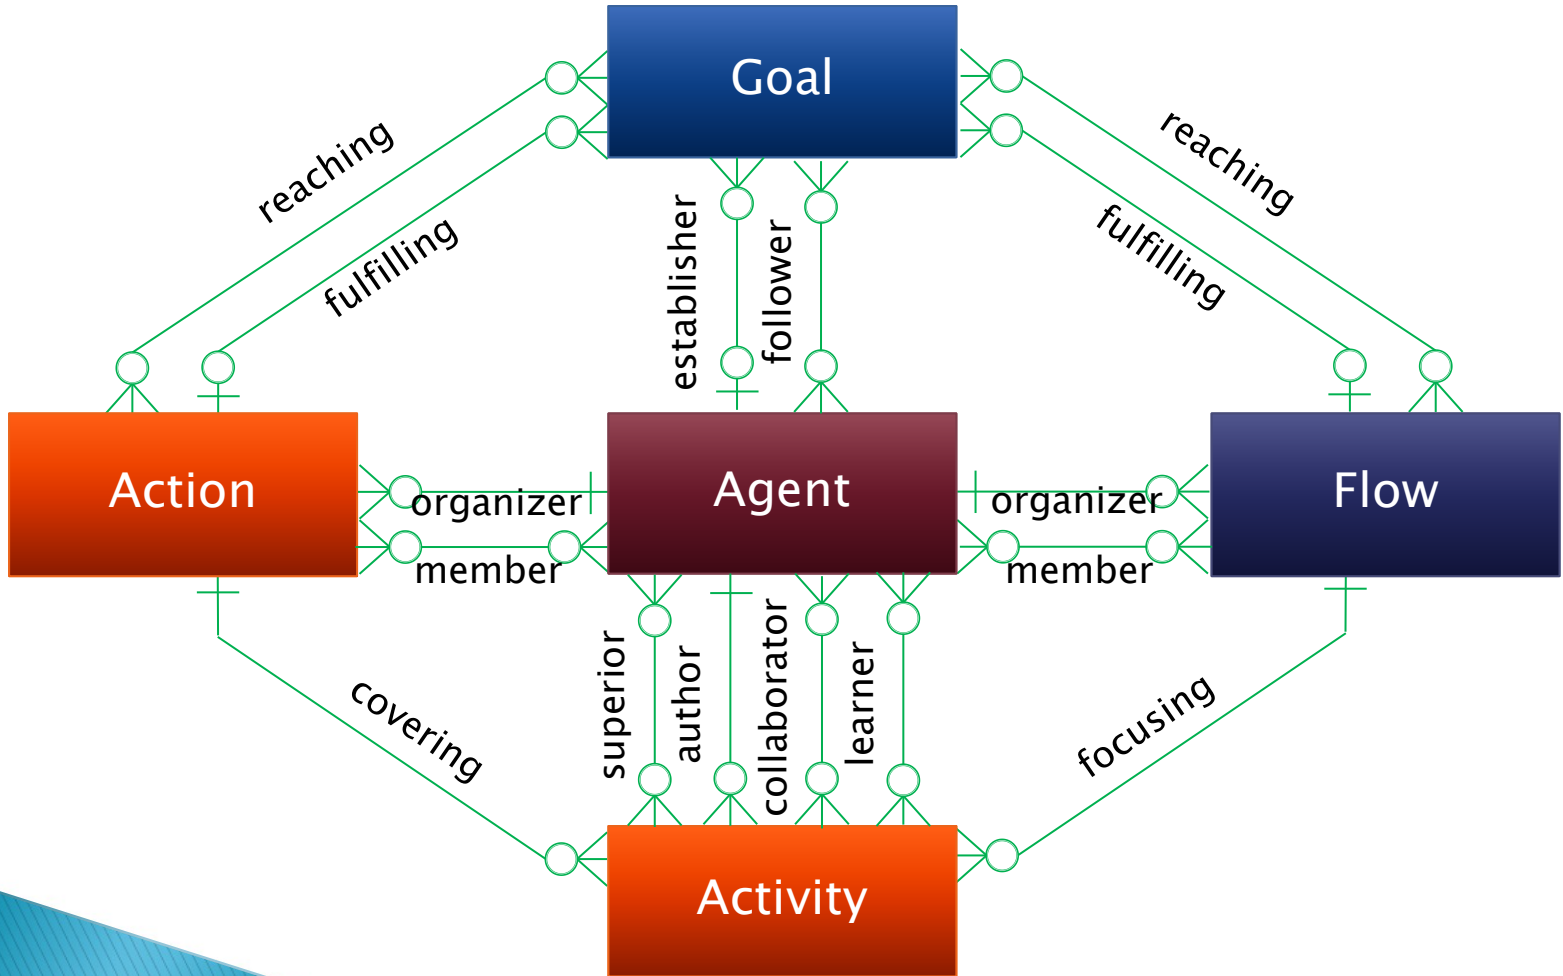 Goal
reaching
fulfilling
establisher
follower
reaching
fulfilling
Action
Agent
Flow
organizer
organizer
member
member
covering
superior
author
collaborator
learner
focusing
Activity